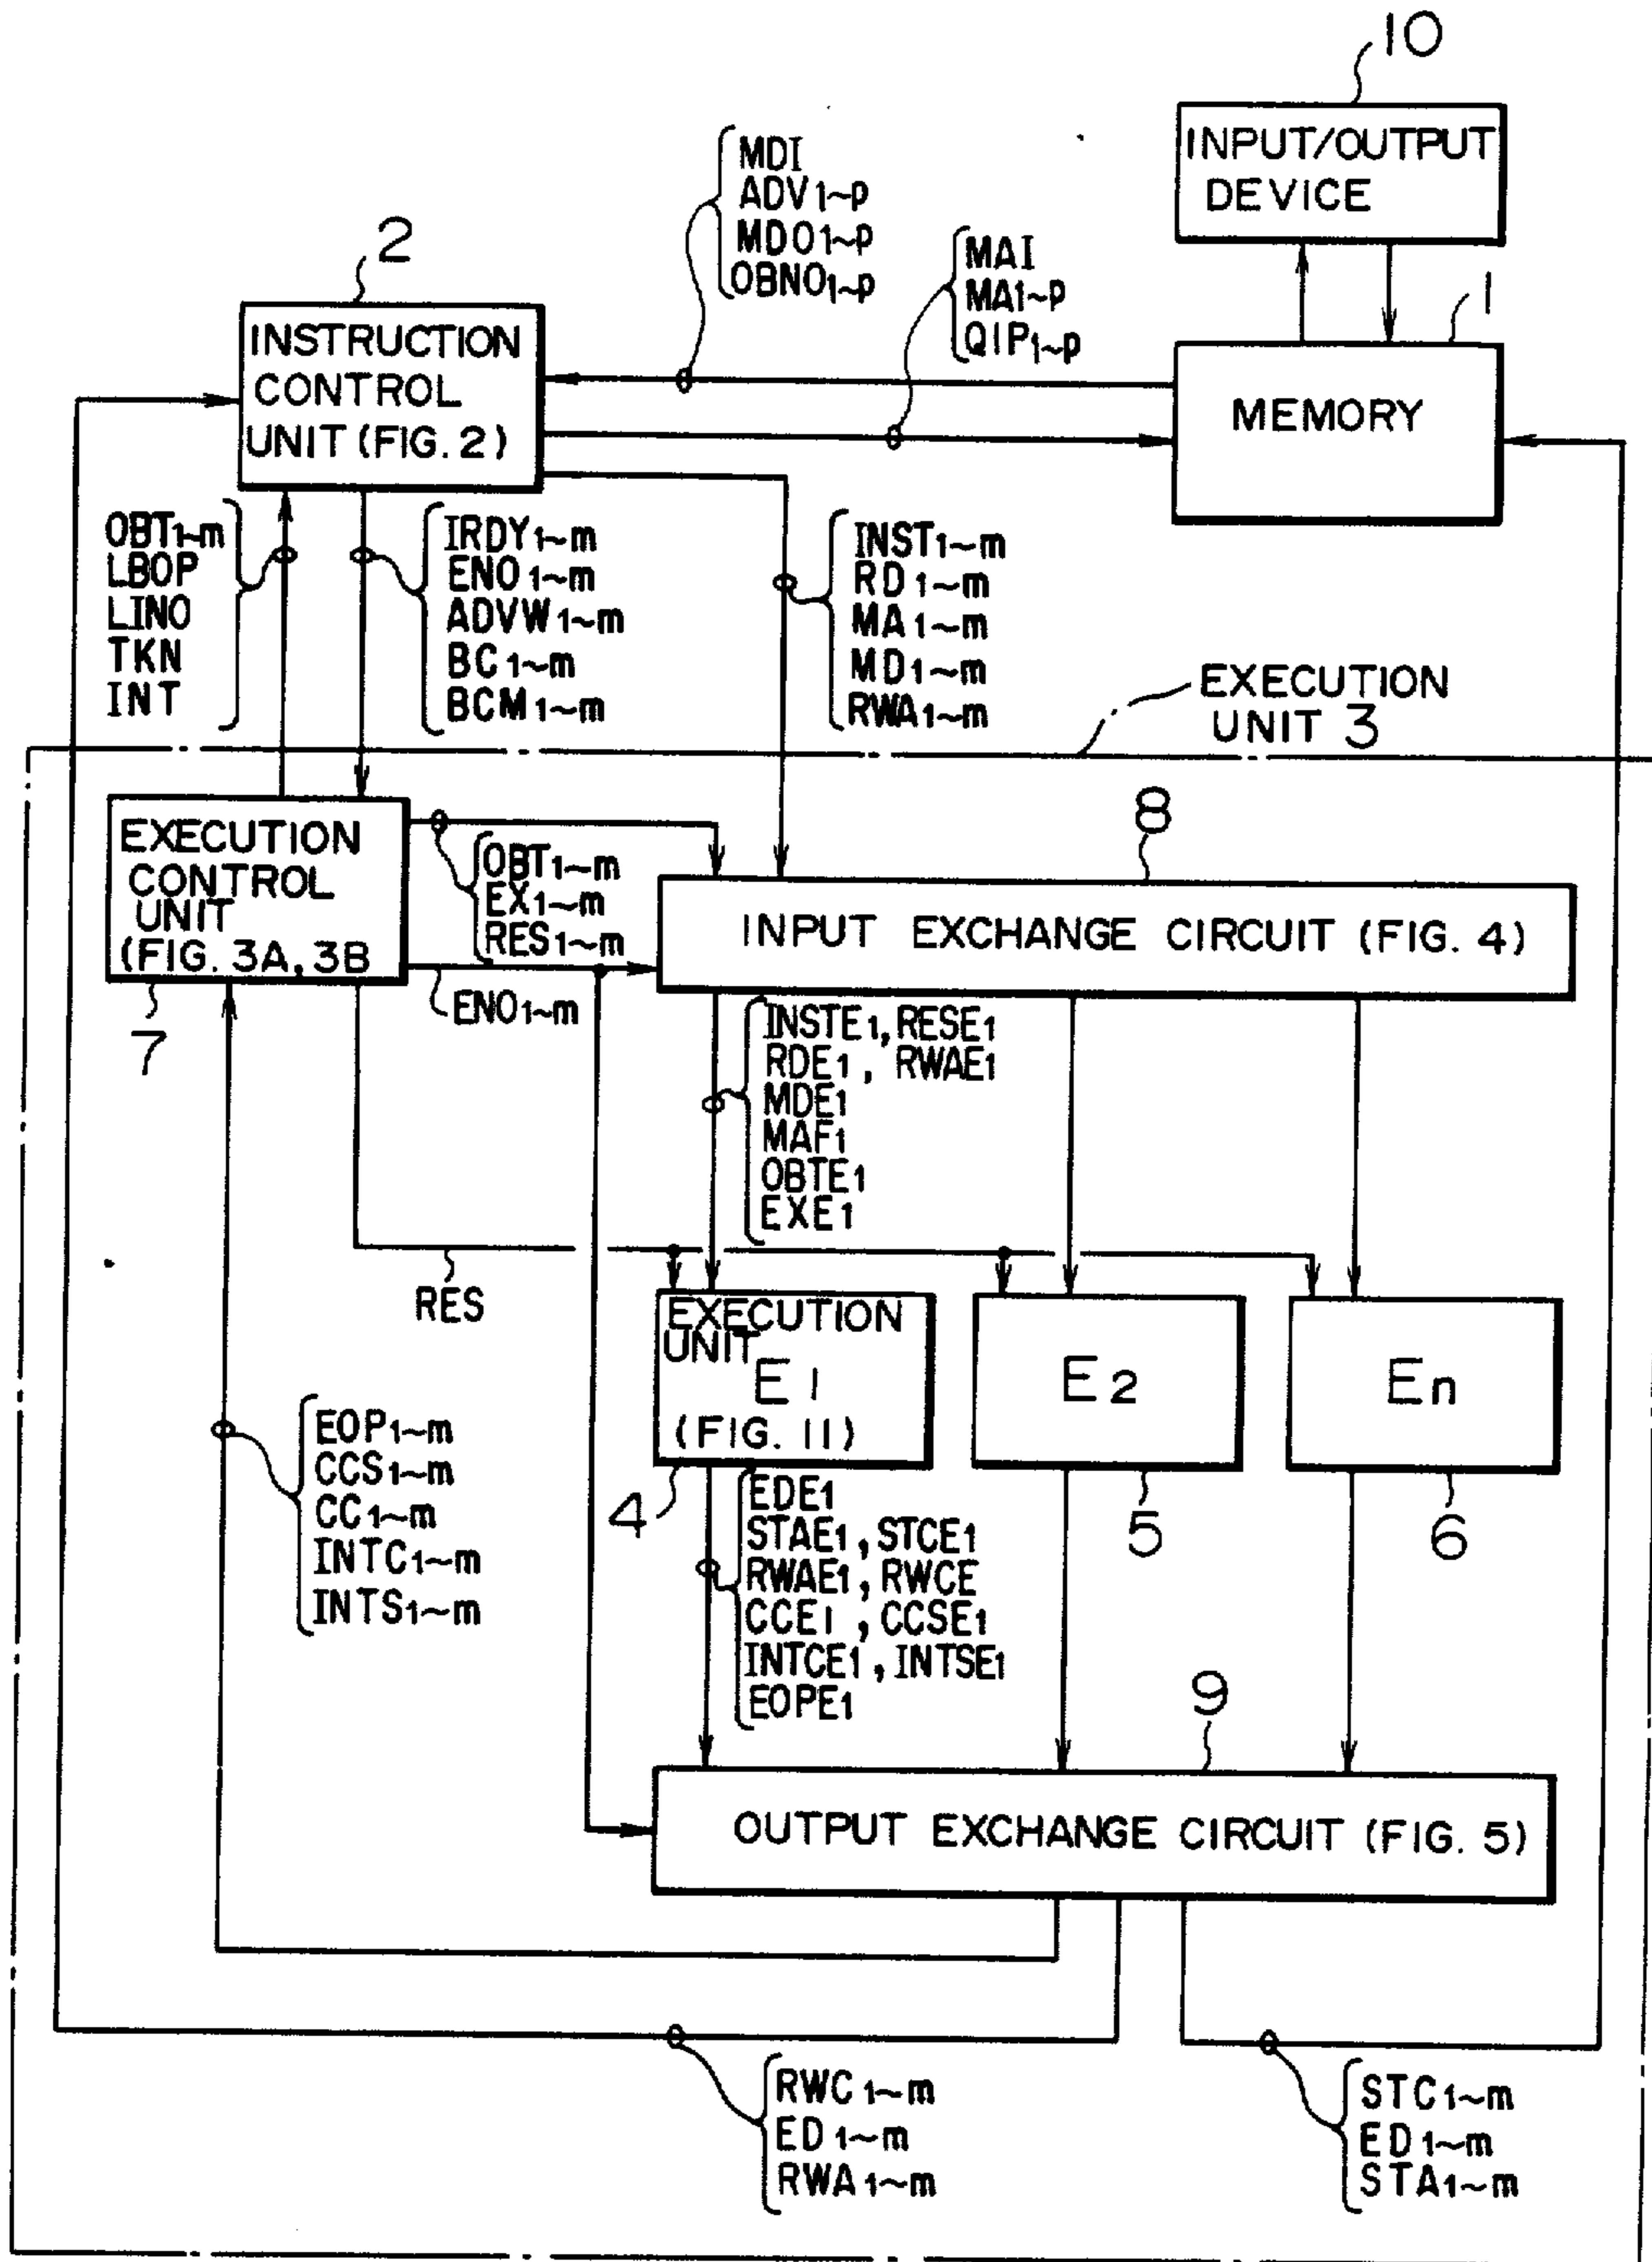 10
INPUT/OUTPUT
DEVICE
MDI
ADV1~p
MDO1~p
OBNO1~p
MAI
MA1~p
QIP1~p
2
INSTRUCTION
CONTROL
UNIT (FIG. 2)
1
MEMORY
OBT1~m
LBOP
LINO
TKN
INT
IRDY1~m
ENO1~m
ADVW1~m
BC1~m
BCM1~m
INST1~m
RD1~m
MA1~m
MD1~m
RWA1~m
EXECUTION
UNIT 3
EXECUTION
CONTROL
UNIT
(FIG. 3A, 3B
7
OBT1~m
EX1~m
RES1~m
ENO1~m
8
INPUT EXCHANGE CIRCUIT (FIG. 4)
INSTE1, RESE1
RDE1, RWAE1
MDE1
MAF1
OBTE1
EXE1
RES
EXECUTION
UNIT
E1
(FIG. 11)
4
E2
5
En
6
EOP1~m
CCS1~m
CC1~m
INTC1~m
INTS1~m
EDE1
STAE1, STCE1
RWAE1, RWCE
CCE1, CCSE1
INTCE1, INTSE1
EOPE1
9
OUTPUT EXCHANGE CIRCUIT (FIG. 5)
RWC1~m
ED1~m
RWA1~m
STC1~m
ED1~m
STA1~m